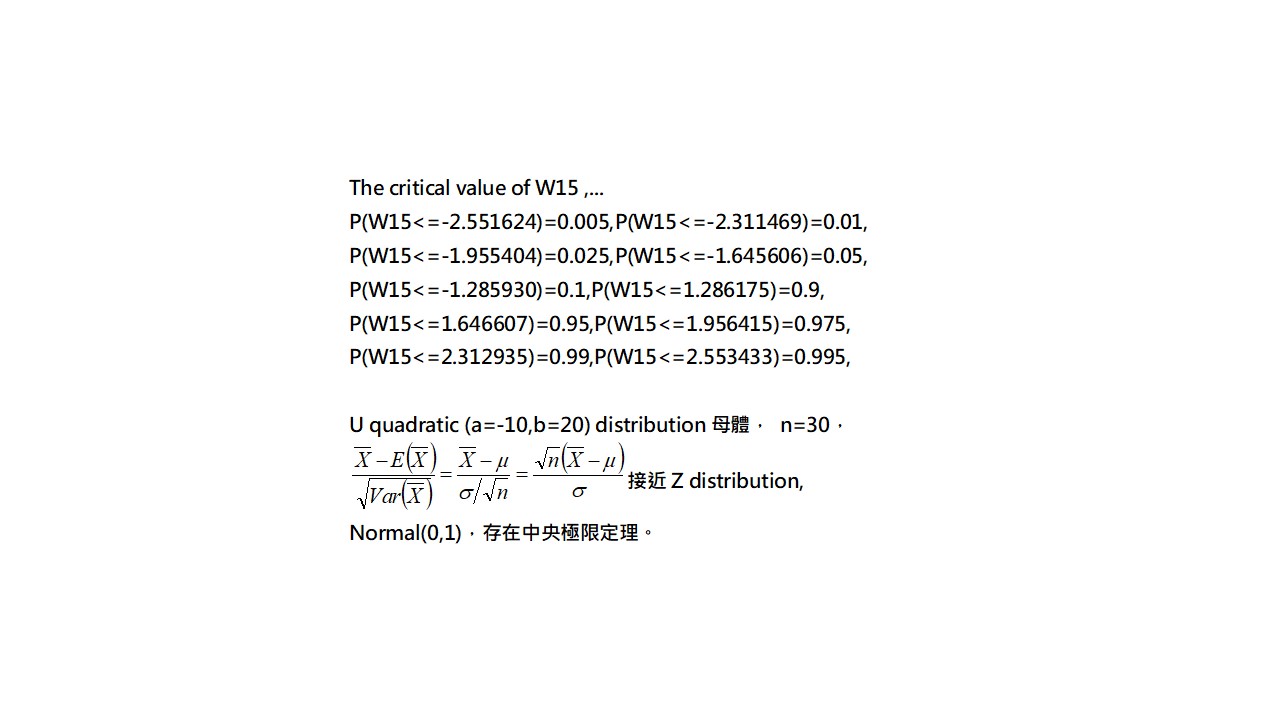 The critical value of W15 ,...
P(W15<=-2.551624)=0.005,P(W15<=-2.311469)=0.01,
P(W15<=-1.955404)=0.025,P(W15<=-1.645606)=0.05,
P(W15<=-1.285930)=0.1,P(W15<=1.286175)=0.9,
P(W15<=1.646607)=0.95,P(W15<=1.956415)=0.975,
P(W15<=2.312935)=0.99,P(W15<=2.553433)=0.995,
U quadratic (a=-10,b=20) distribution 母體， n=30，
\frac{\overline{X}-E(\overline{X})}{\sqrt{Var(\overline{X})}}=\frac{\overline{X}-\mu}{\sigma/\sqrt{n}}=\frac{\sqrt{n}(\overline{X}-\mu)}{\sigma} 接近 Z distribution,
Normal(0,1)，存在中央極限定理。